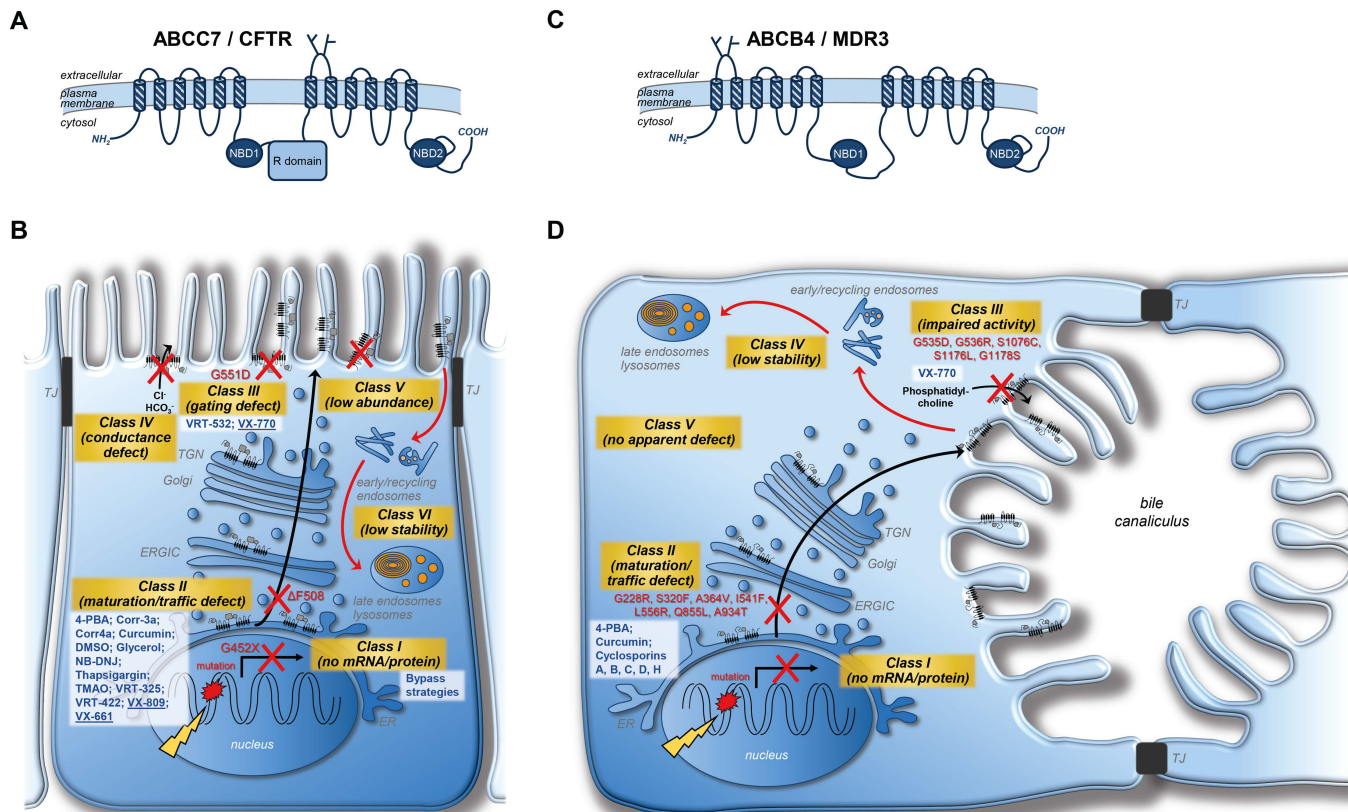 A
ABCC7 / CFTR
extracellular
plasma
membrane
cytosol
NH₂
NBD1
R domain
NBD2
COOH
C
ABCB4 / MDR3
extracellular
plasma
membrane
cytosol
NH₂
NBD1
NBD2
COOH
B
TJ
TJ
G551D
Cl⁻
HCO₃⁻
Class III
(gating defect)
VRT-532; VX-770
Class IV
(conductance
defect)
Class V
(low abundance)
TGN
Golgi
early/recycling
endosomes
Class VI
(low stability)
ERGIC
late endosomes
lysosomes
Class II
(maturation/traffic defect)
ΔF508
4-PBA; Corr-3a;
Corr4a; Curcumin;
DMSO; Glycerol;
NB-DNJ;
Thapsigargin;
TMAO; VRT-325;
VRT-422; VX-809;
VX-661
G452X
mutation
Class I
(no mRNA/protein)
Bypass
strategies
ER
nucleus
D
early/recycling endosomes
TJ
late endosomes
lysosomes
Class IV
(low stability)
Class III
(impaired activity)
G535D, G536R, S1076C,
S1176L, G1178S
VX-770
Phosphatidyl-
choline
Class V
(no apparent defect)
bile
canaliculus
TGN
Golgi
ERGIC
Class II
(maturation/
traffic defect)
G228R, S320F, A364V, I541F,
L556R, Q855L, A934T
4-PBA;
Curcumin;
Cyclosporins
A, B, C, D, H
mutation
Class I
(no mRNA/protein)
ER
nucleus
TJ